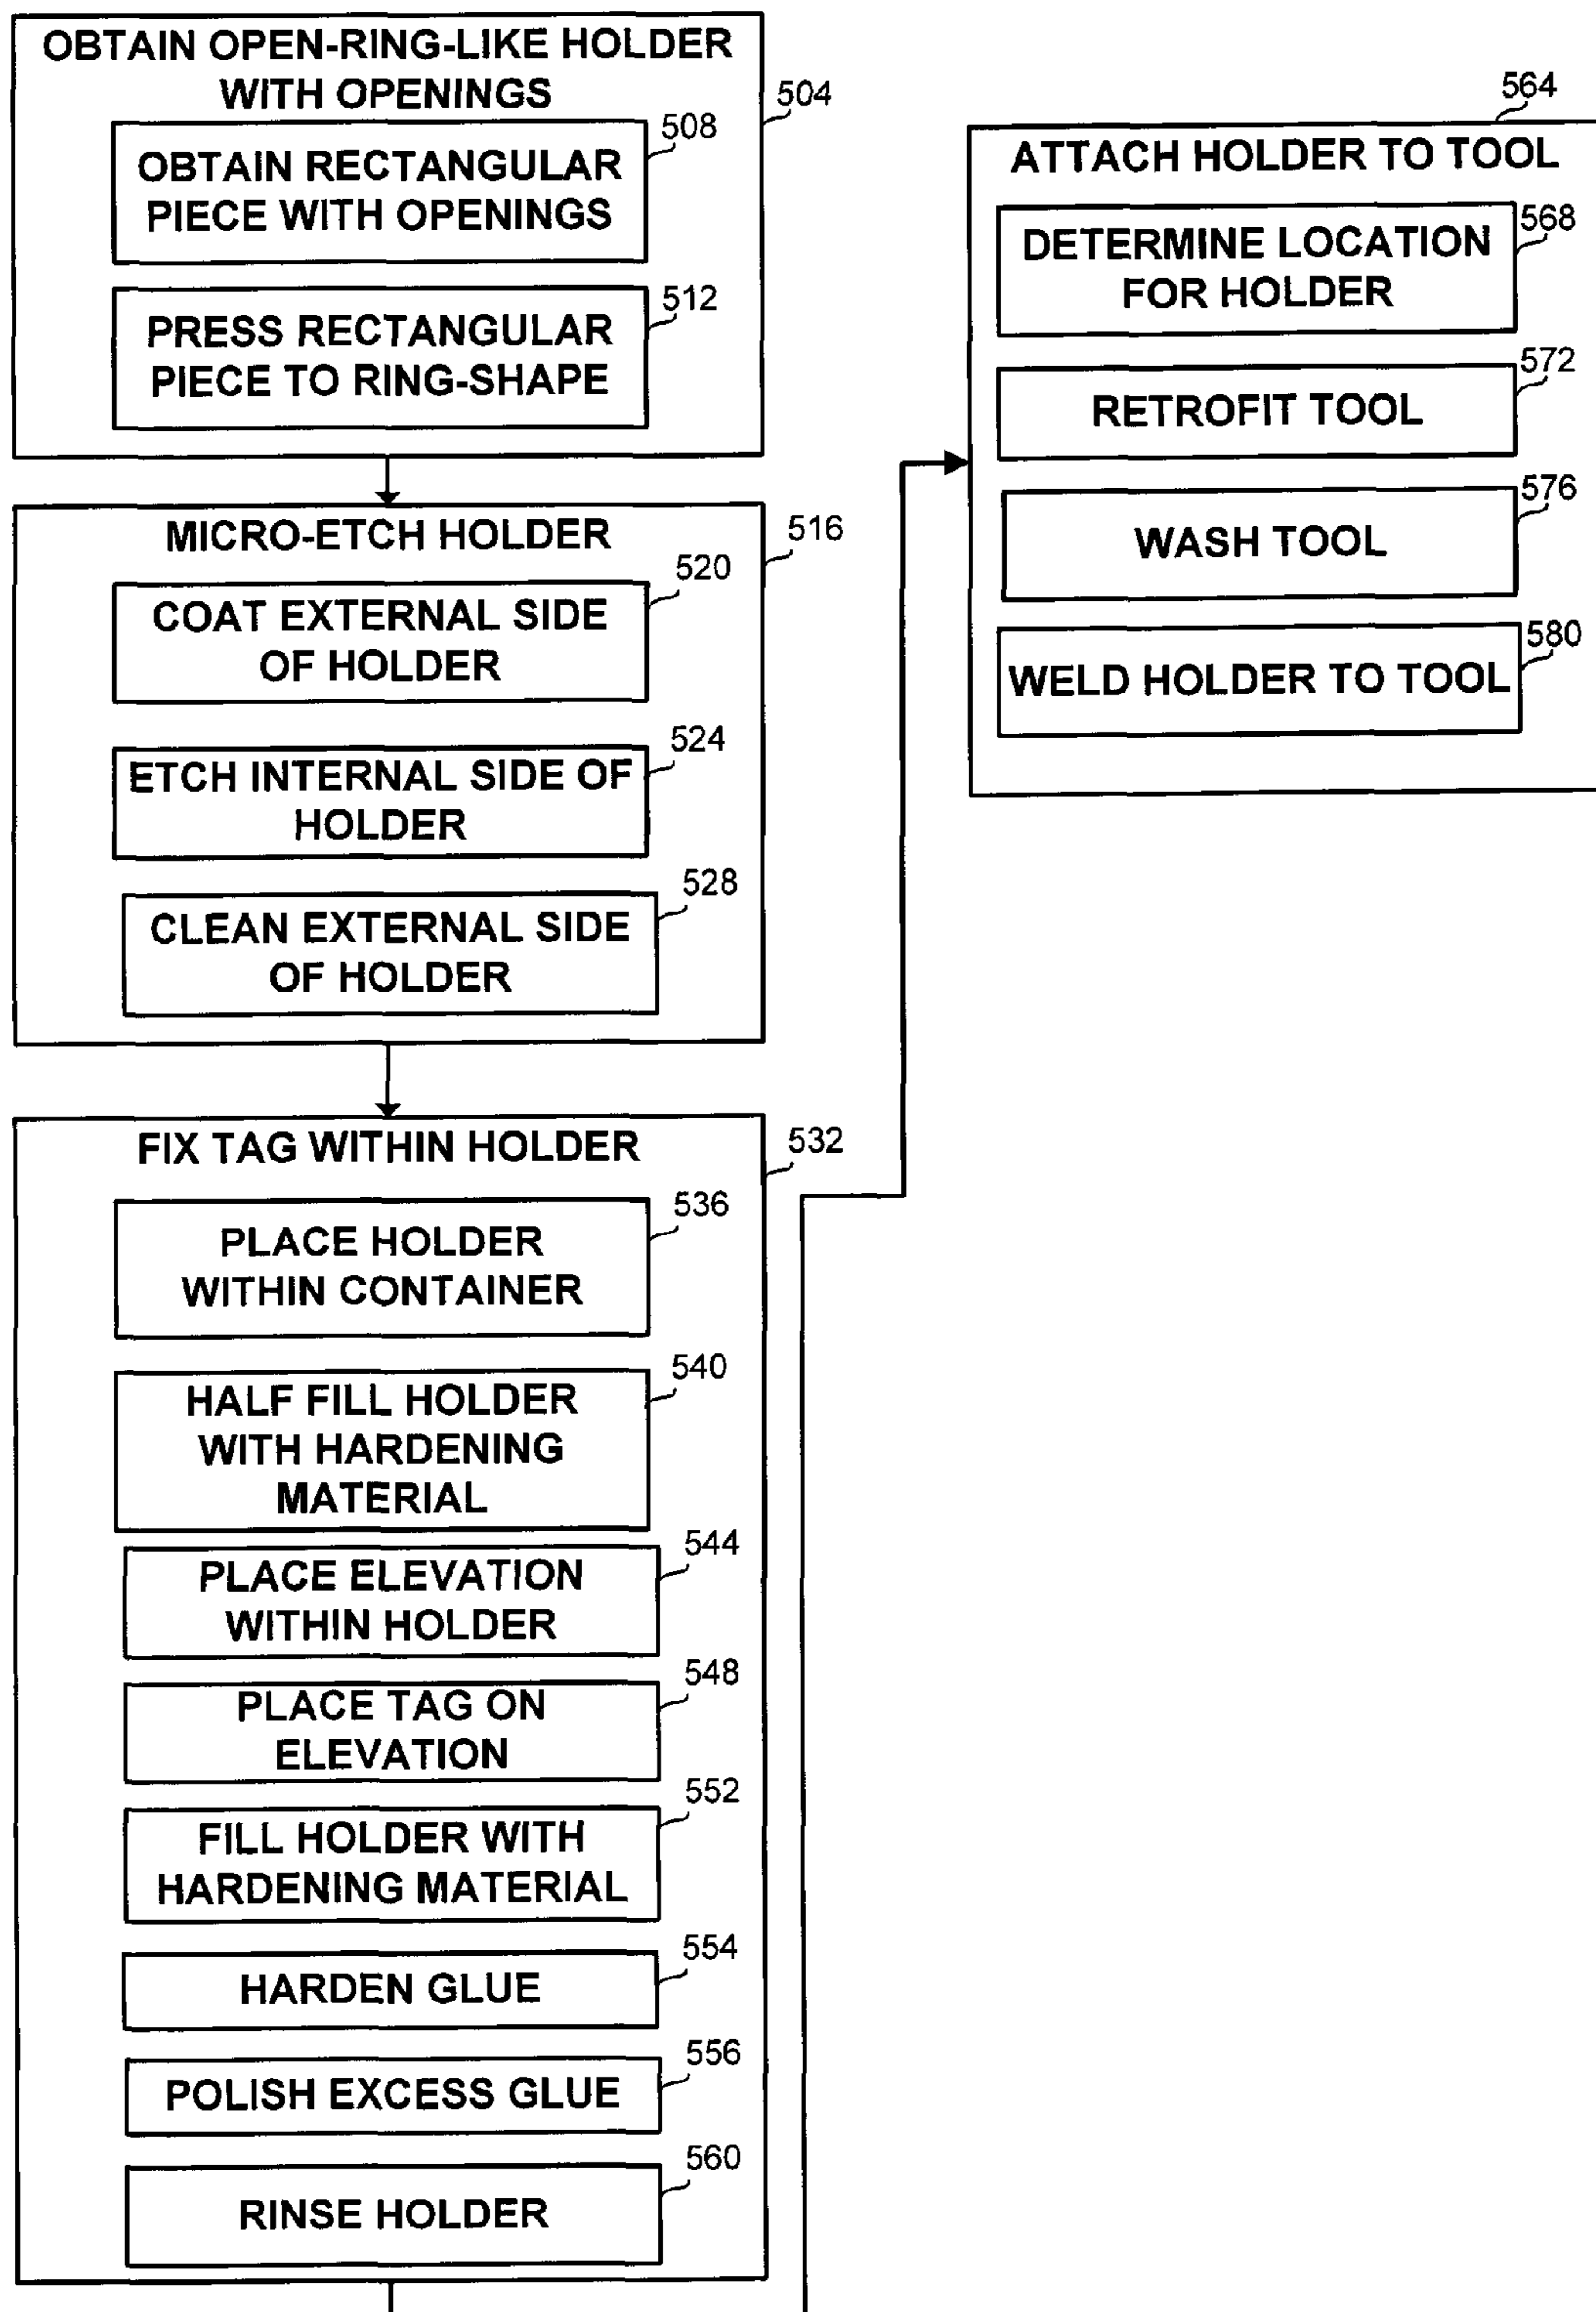 OBTAIN OPEN-RING-LIKE HOLDER
WITH OPENINGS
504
508
OBTAIN RECTANGULAR
PIECE WITH OPENINGS
512
PRESS RECTANGULAR
PIECE TO RING-SHAPE
MICRO-ETCH HOLDER
516
520
COAT EXTERNAL SIDE
OF HOLDER
524
ETCH INTERNAL SIDE OF
HOLDER
528
CLEAN EXTERNAL SIDE
OF HOLDER
FIX TAG WITHIN HOLDER
532
536
PLACE HOLDER
WITHIN CONTAINER
540
HALF FILL HOLDER
WITH HARDENING
MATERIAL
544
PLACE ELEVATION
WITHIN HOLDER
548
PLACE TAG ON
ELEVATION
552
FILL HOLDER WITH
HARDENING MATERIAL
554
HARDEN GLUE
556
POLISH EXCESS GLUE
560
RINSE HOLDER
564
ATTACH HOLDER TO TOOL
568
DETERMINE LOCATION
FOR HOLDER
572
RETROFIT TOOL
576
WASH TOOL
580
WELD HOLDER TO TOOL